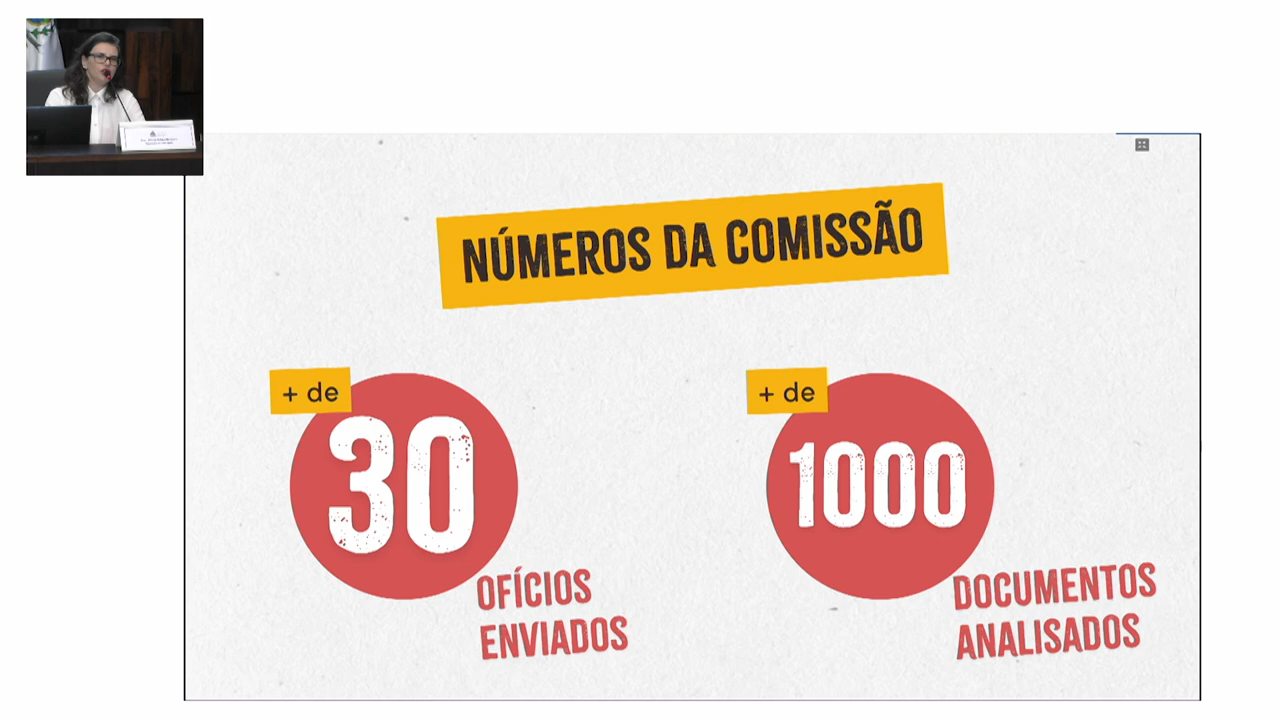 NÚMEROS DA COMISSÃO
+ de
30
OFÍCIOS
ENVIADOS
+ de
1000
DOCUMENTOS
ANALISADOS